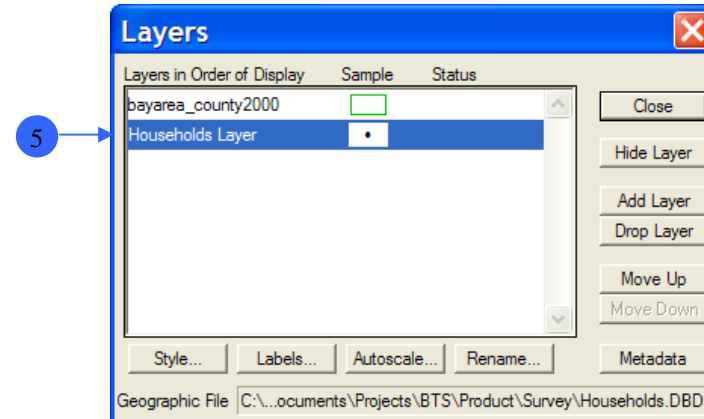 Layers
Layers in Order of Display Sample Status
bayarea_county2000
Households Layer
5
Close
Hide Layer
Add Layer
Drop Layer
Move Up
Move Down
Style... Labels... Autoscale... Rename... Metadata
Geographic File C:\...ocuments\Projects\BTS\Product\Survey\Households.DBD